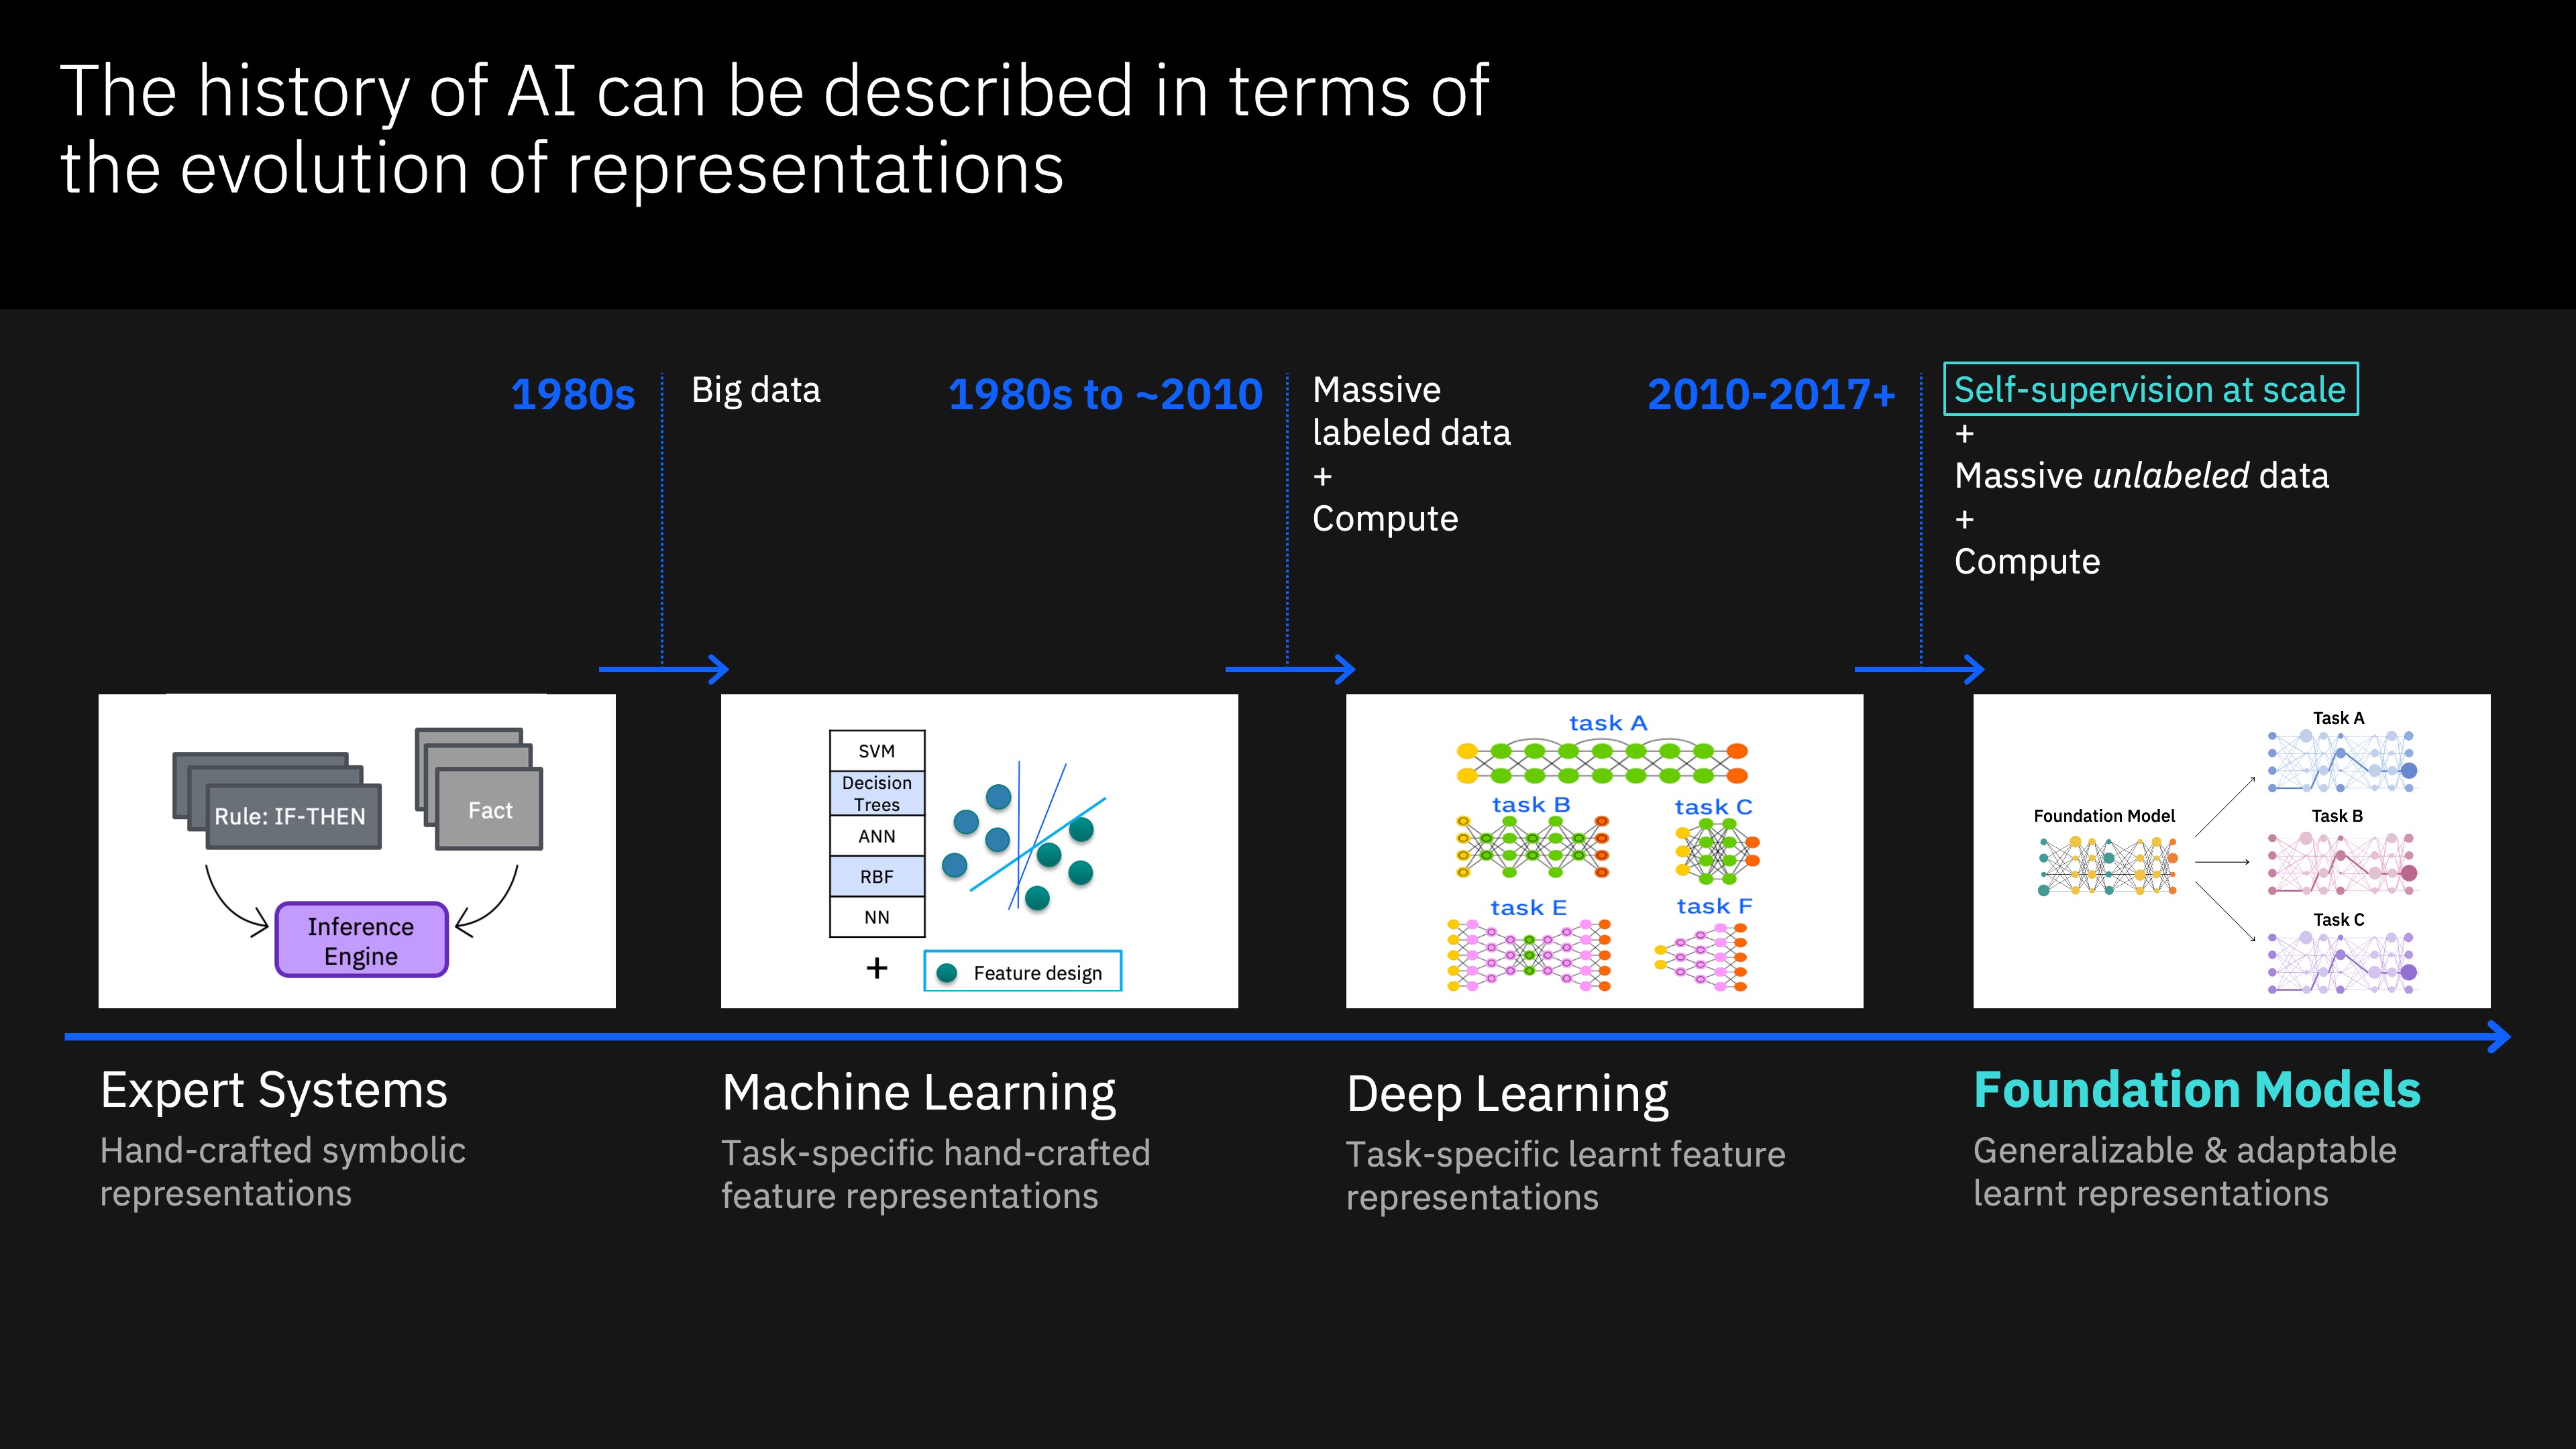 The history of AI can be described in terms of
the evolution of representations
1980s
Big data
1980s to ~2010
Massive
labeled data
+
Compute
2010-2017+
Self-supervision at scale
+
Massive unlabeled data
+
Compute
Rule: IF-THEN
Fact
Inference
Engine
SVM
Decision
Trees
ANN
RBF
NN
+
Feature design
task A
task B
task C
task E
task F
Foundation Model
Task A
Task B
Task C
Expert Systems
Hand-crafted symbolic
representations
Machine Learning
Task-specific hand-crafted
feature representations
Deep Learning
Task-specific learnt feature
representations
Foundation Models
Generalizable & adaptable
learnt representations